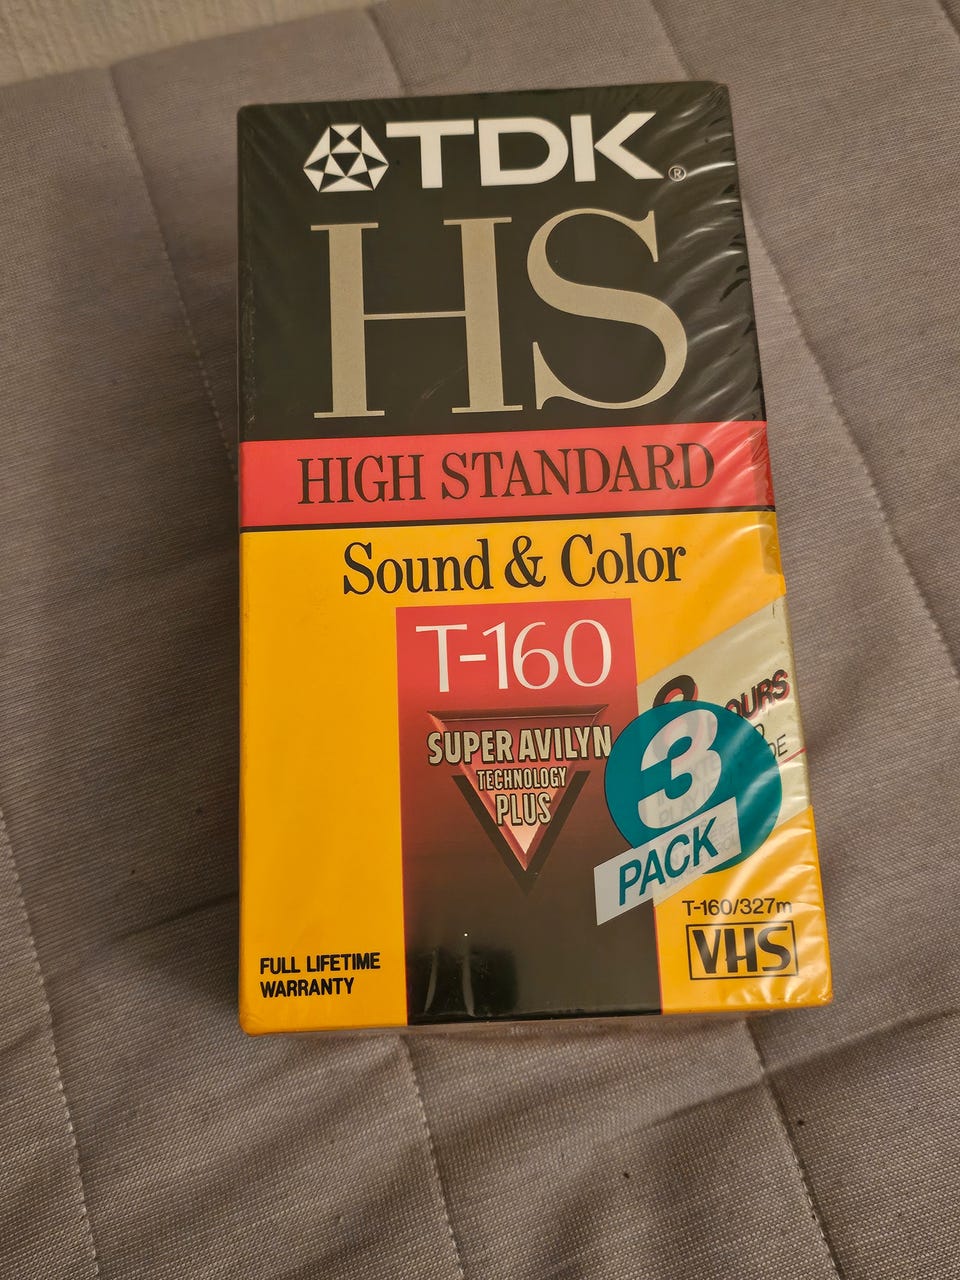 TDK®
HS
HIGH STANDARD
Sound & Color
T-160
SUPER AVILYN
TECHNOLOGY
PLUS
3
PACK
T-160/327m
VHS
FULL LIFETIME
WARRANTY